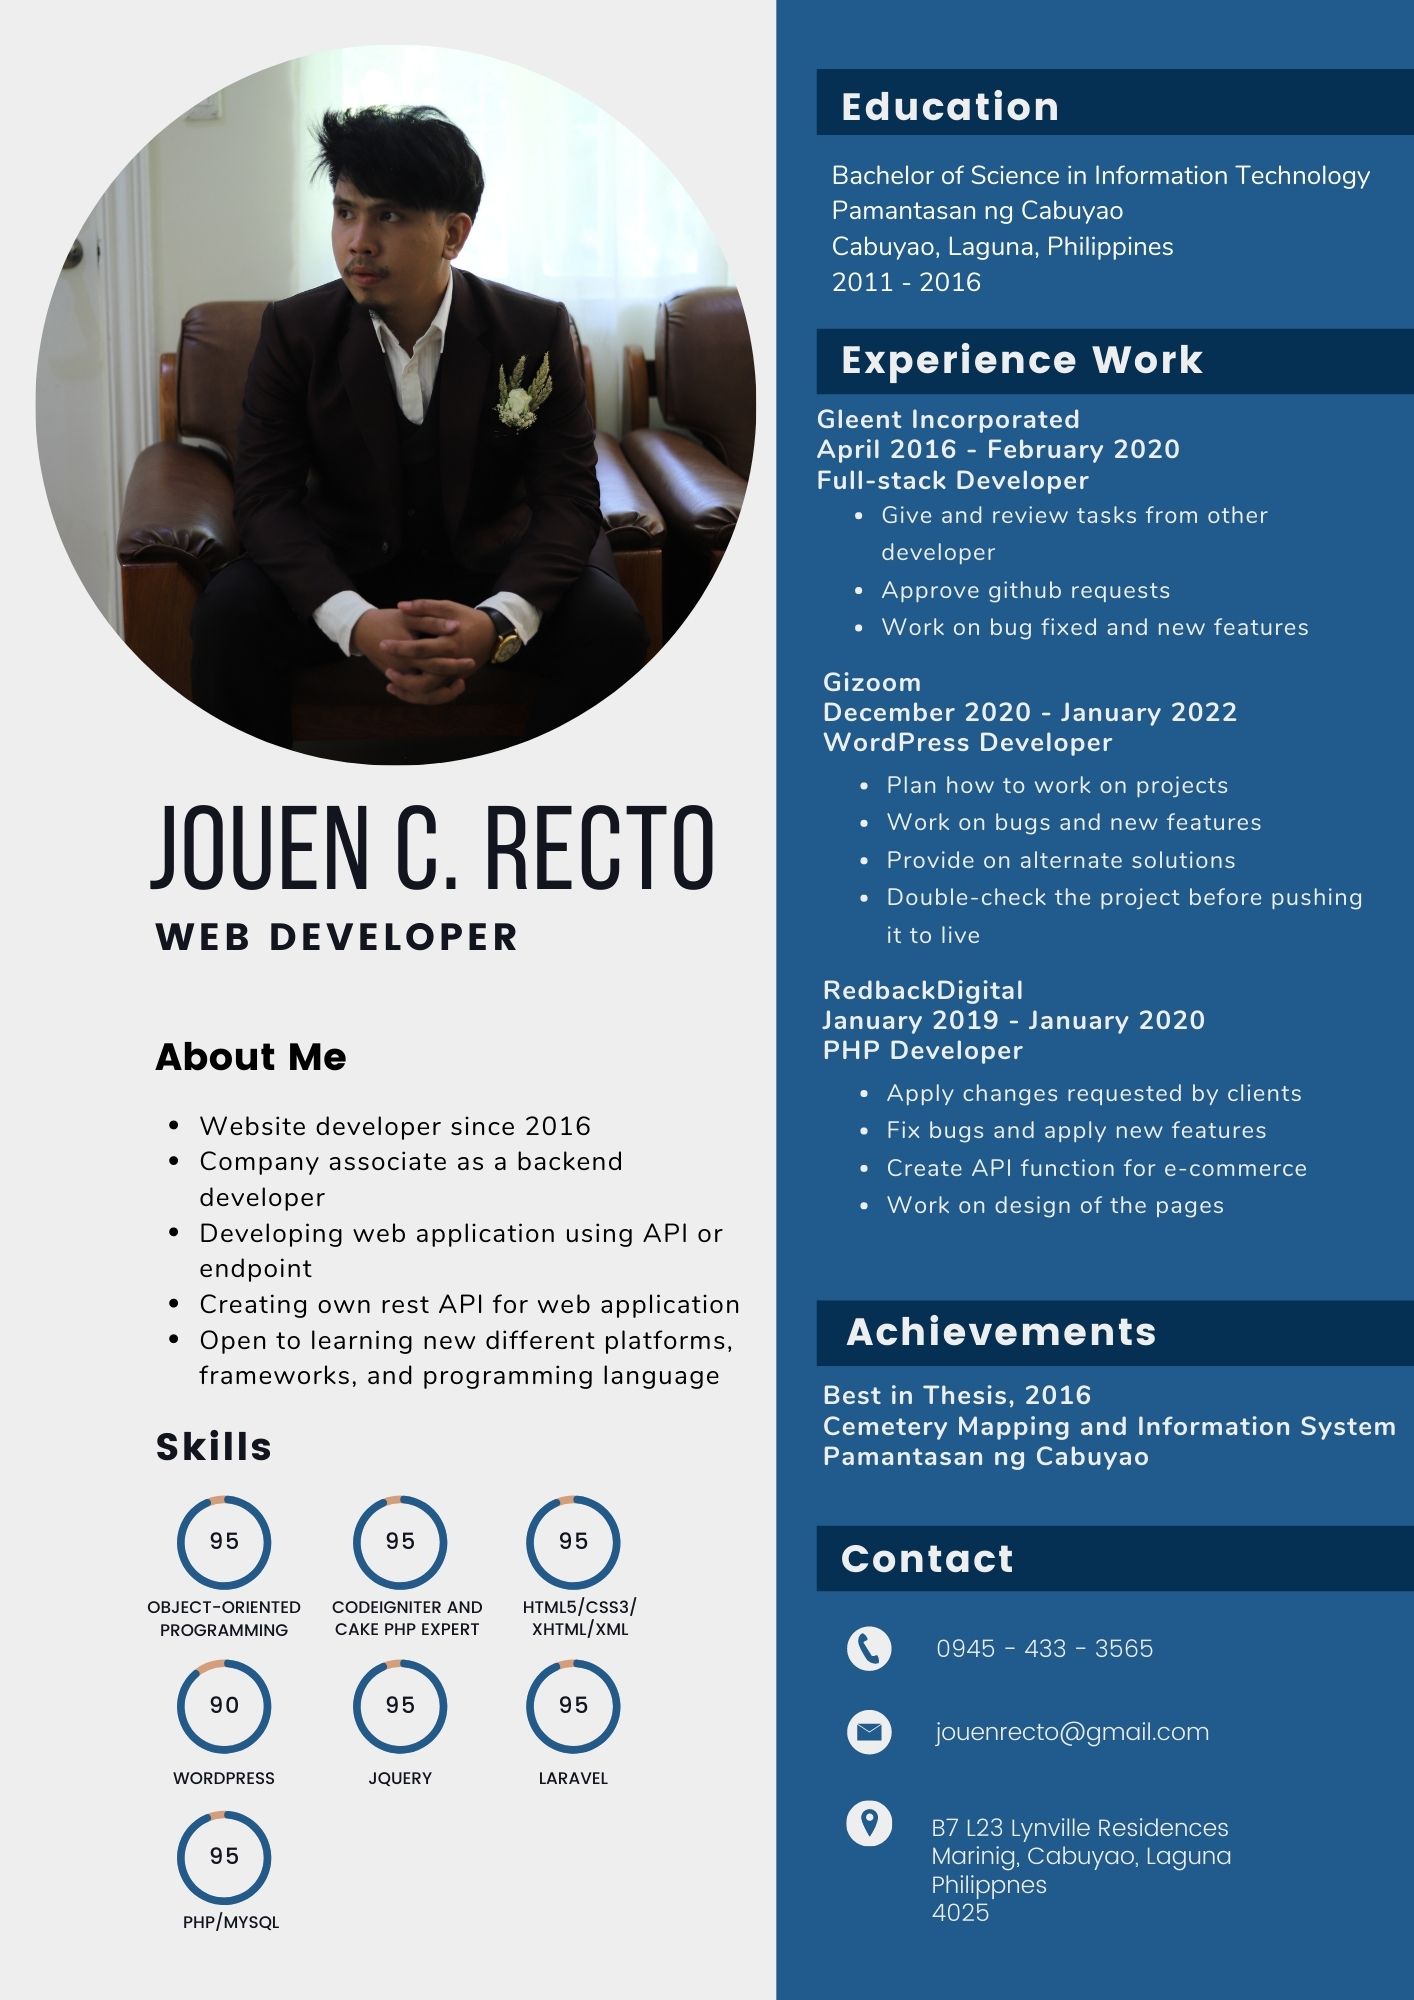 JOUEN C. RECTO
WEB DEVELOPER
About Me
• Website developer since 2016
• Company associate as a backend
developer
• Developing web application using API or
endpoint
• Creating own rest API for web application
• Open to learning new different platforms,
frameworks, and programming language
Skills
95
95
95
OBJECT-ORIENTED
PROGRAMMING
CODEIGNITER AND
CAKE PHP EXPERT
HTML5/CSS3/
XHTML/XML
90
95
95
WORDPRESS
JQUERY
LARAVEL
95
PHP/MYSQL
Education
Bachelor of Science in Information Technology
Pamantasan ng Cabuyao
Cabuyao, Laguna, Philippines
2011 - 2016
Experience Work
Gleent Incorporated
April 2016 - February 2020
Full-stack Developer
• Give and review tasks from other
developer
• Approve github requests
• Work on bug fixed and new features
Gizoom
December 2020 - January 2022
WordPress Developer
• Plan how to work on projects
• Work on bugs and new features
• Provide on alternate solutions
• Double-check the project before pushing
it to live
RedbackDigital
January 2019 - January 2020
PHP Developer
• Apply changes requested by clients
• Fix bugs and apply new features
• Create API function for e-commerce
• Work on design of the pages
Achievements
Best in Thesis, 2016
Cemetery Mapping and Information System
Pamantasan ng Cabuyao
Contact
0945 - 433 - 3565
jouenrecto@gmail.com
B7 L23 Lynville Residences
Marinig, Cabuyao, Laguna
Philippnes
4025